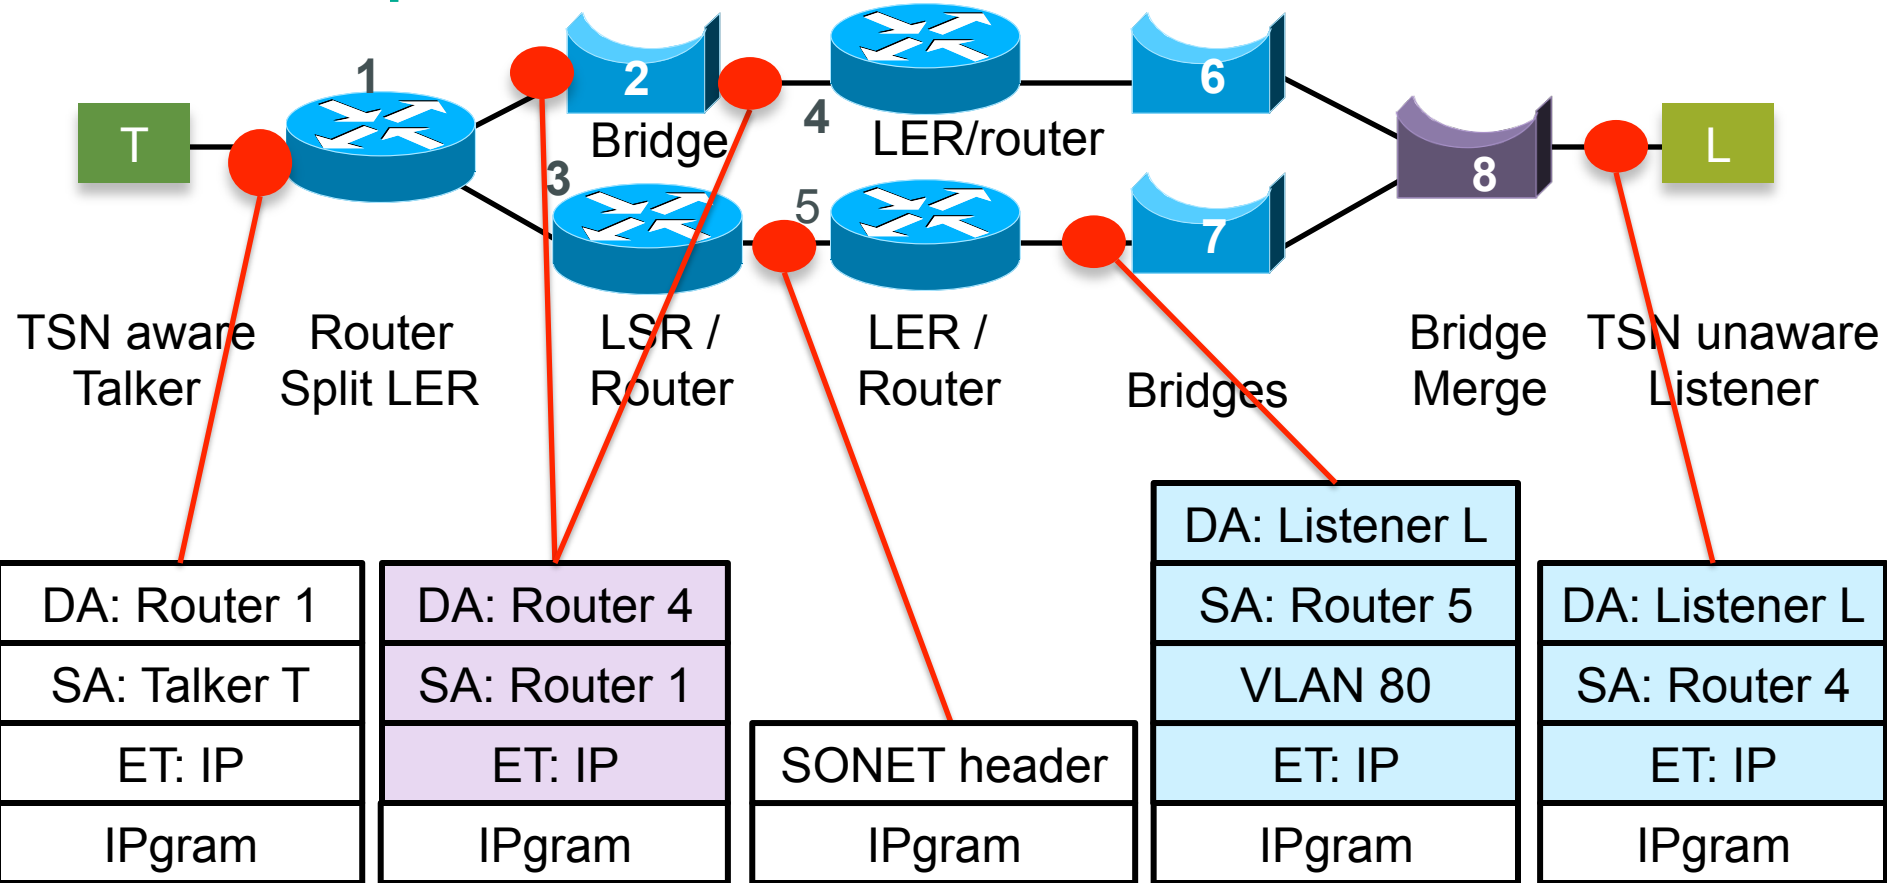 1
2
4
6
T
Bridge
LER/router
3
5
7
8
L
TSN aware
Talker
Router
Split LER
LSR /
Router
LER /
Router
Bridges
Bridge
Merge
TSN unaware
Listener
DA: Router 1
SA: Talker T
ET: IP
IPgram
DA: Router 4
SA: Router 1
ET: IP
IPgram
SONET header
IPgram
DA: Listener L
SA: Router 5
VLAN 80
ET: IP
IPgram
DA: Listener L
SA: Router 4
ET: IP
IPgram